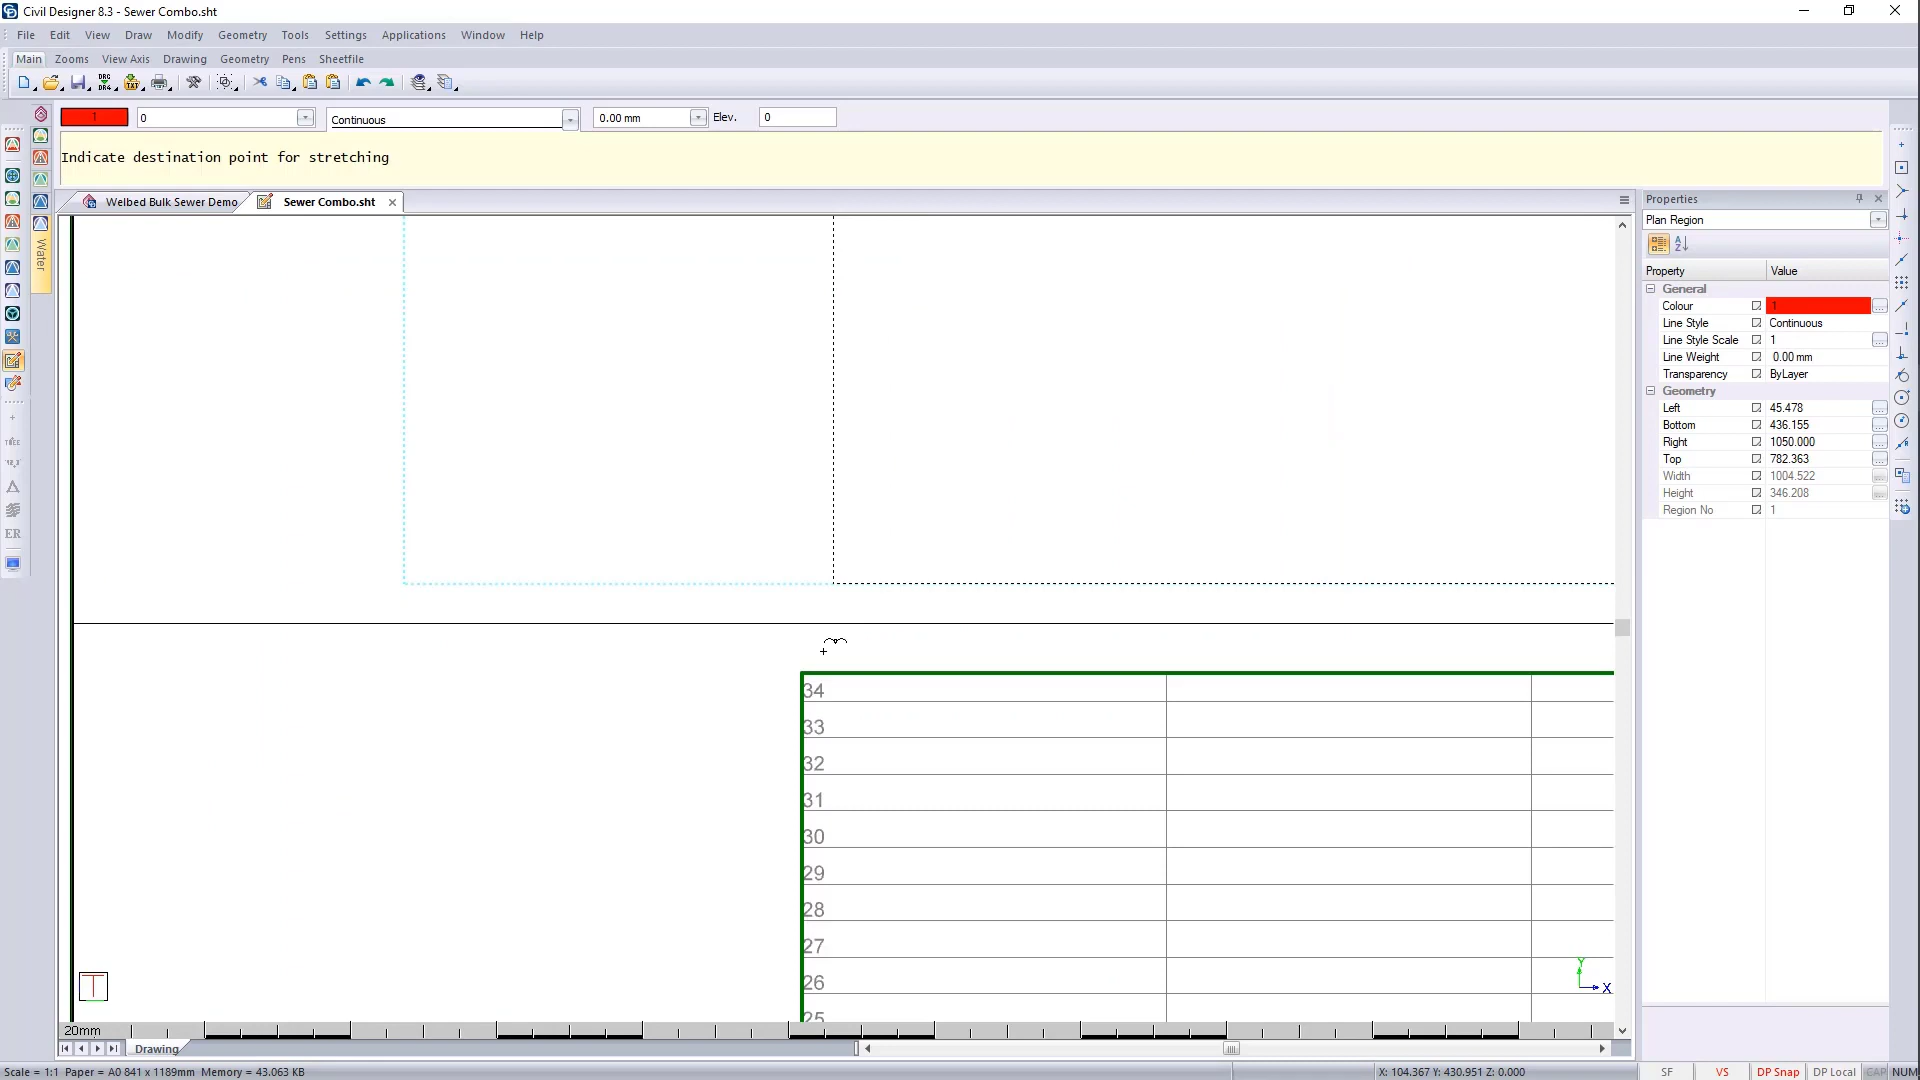 Civil Designer 8.3 - Sewer Combo.sht
File Edit View Draw Modify Geometry Tools Settings Applications Window Help
Main Zooms View Axis Drawing Geometry Pens Sheetfile
1 0 Continuous 0.00 mm Elev. 0
Indicate destination point for stretching
Welbed Bulk Sewer Demo Sewer Combo.sht
Water
TREE
ER
34
33
32
31
30
29
28
27
26
25
Y
X
20mm
Drawing
Properties
Plan Region
Property Value
General
Colour 1
Line Style Continuous
Line Style Scale 1
Line Weight 0.00 mm
Transparency ByLayer
Geometry
Left 45.478
Bottom 436.155
Right 1050.000
Top 782.363
Width 1004.522
Height 346.208
Region No 1
Scale = 1:1 Paper = A0 841 x 1189mm Memory = 43.063 KB
X: 104.367 Y: 430.951 Z: 0.000
SF VS DP Snap DP Local CAP NUM